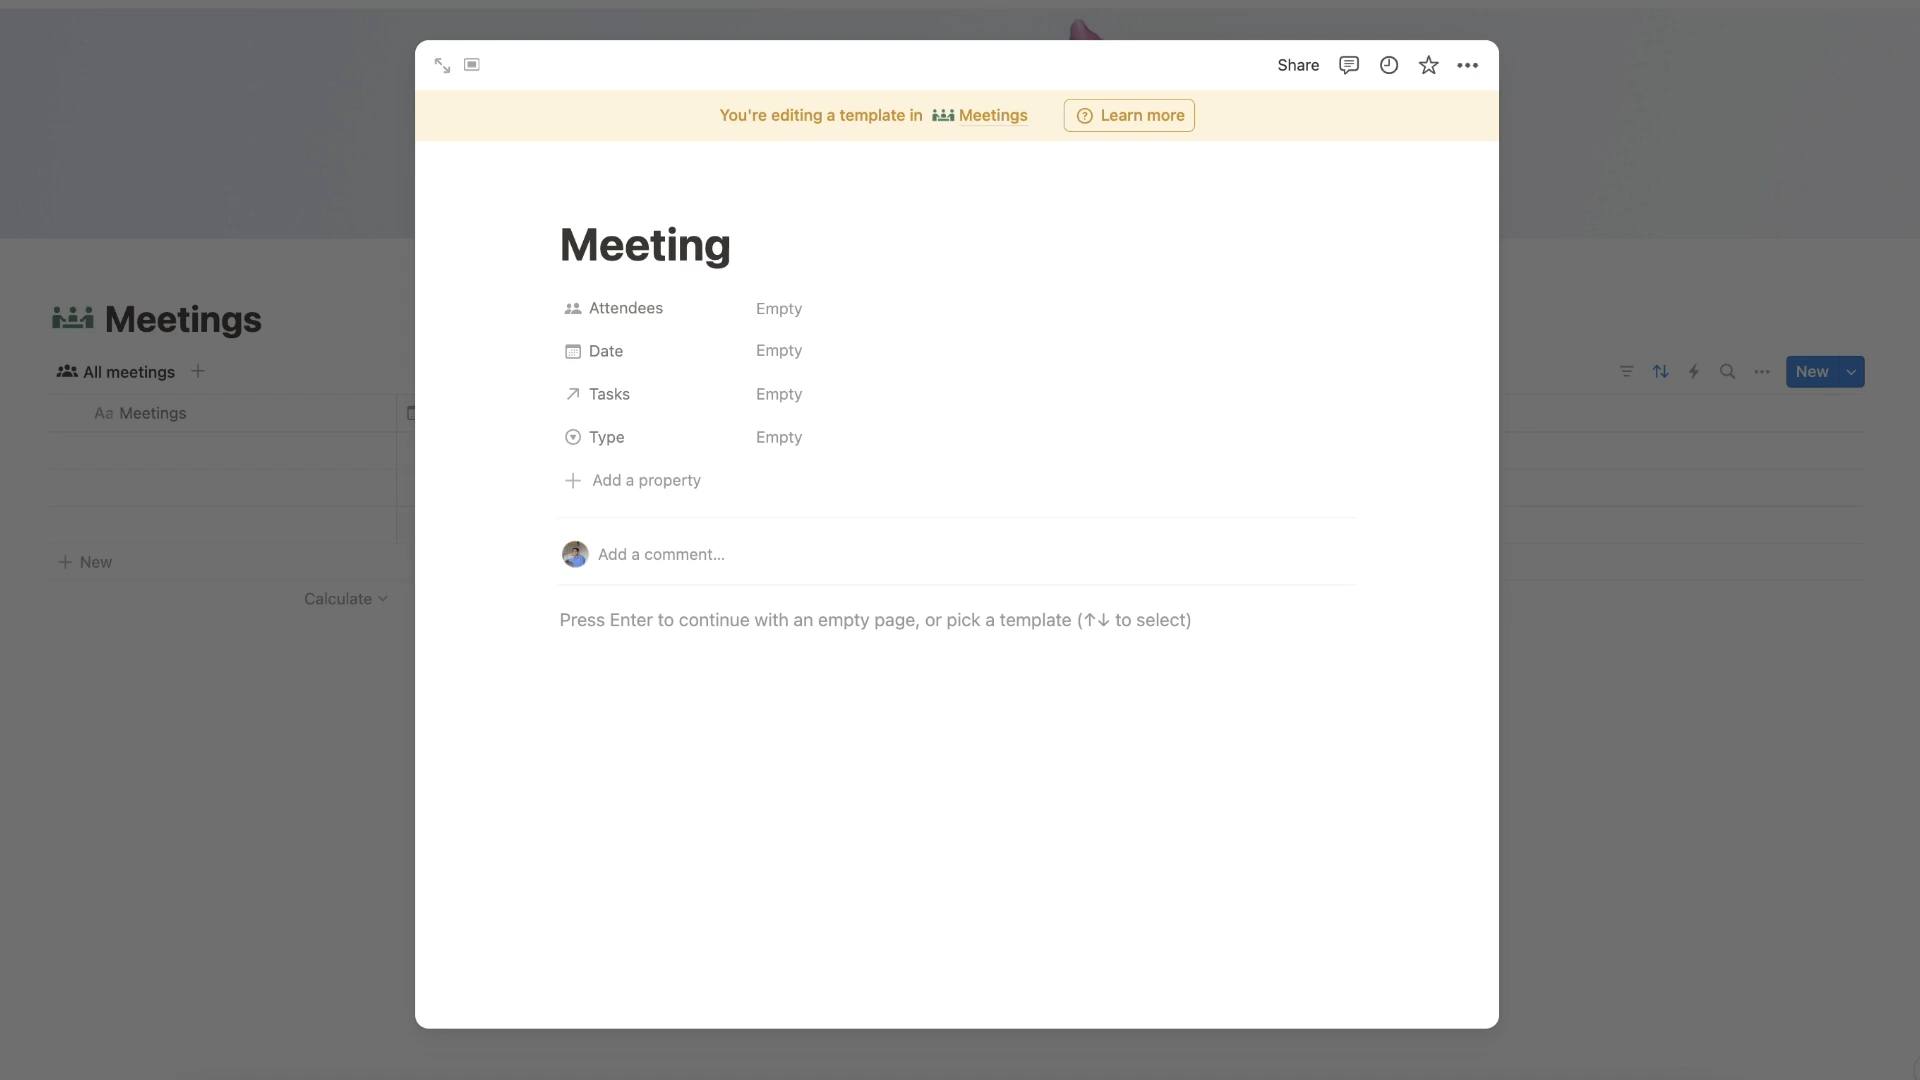 Share
You're editing a template in Meetings
Learn more
Meeting
Attendees Empty
Date Empty
Tasks Empty
Type Empty
Add a property
Add a comment...
Press Enter to continue with an empty page, or pick a template (↑↓ to select)
Meetings
All meetings
New
Aa Meetings
New
Calculate